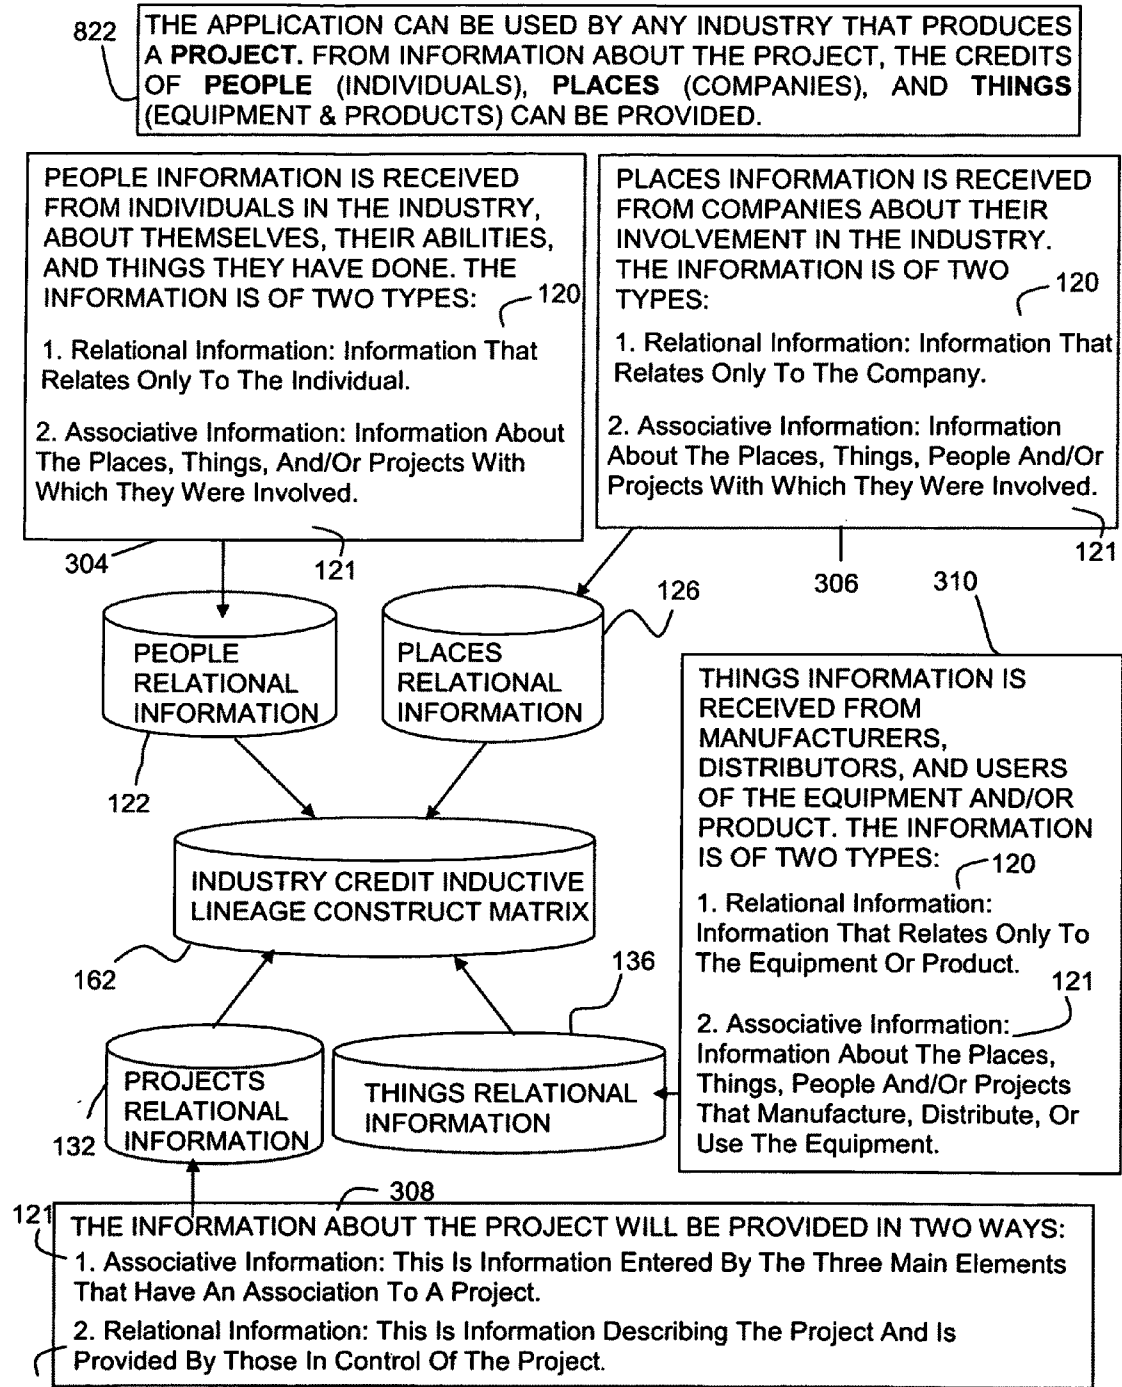 822
THE APPLICATION CAN BE USED BY ANY INDUSTRY THAT PRODUCES
A PROJECT. FROM INFORMATION ABOUT THE PROJECT, THE CREDITS
OF PEOPLE (INDIVIDUALS), PLACES (COMPANIES), AND THINGS
(EQUIPMENT & PRODUCTS) CAN BE PROVIDED.
PEOPLE INFORMATION IS RECEIVED
FROM INDIVIDUALS IN THE INDUSTRY,
ABOUT THEMSELVES, THEIR ABILITIES,
AND THINGS THEY HAVE DONE. THE
INFORMATION IS OF TWO TYPES:
120
1. Relational Information: Information That
Relates Only To The Individual.
2. Associative Information: Information About
The Places, Things, And/Or Projects With
Which They Were Involved.
304
121
PLACES INFORMATION IS RECEIVED
FROM COMPANIES ABOUT THEIR
INVOLVEMENT IN THE INDUSTRY.
THE INFORMATION IS OF TWO
TYPES:
120
1. Relational Information: Information That
Relates Only To The Company.
2. Associative Information: Information
About The Places, Things, People And/Or
Projects With Which They Were Involved.
121
306
310
126
PEOPLE
RELATIONAL
INFORMATION
122
PLACES
RELATIONAL
INFORMATION
THINGS INFORMATION IS
RECEIVED FROM
MANUFACTURERS,
DISTRIBUTORS, AND USERS
OF THE EQUIPMENT AND/OR
PRODUCT. THE INFORMATION
IS OF TWO TYPES:
120
1. Relational Information:
Information That Relates Only To
The Equipment Or Product.
121
2. Associative Information:
Information About The Places,
Things, People And/Or Projects
That Manufacture, Distribute, Or
Use The Equipment.
INDUSTRY CREDIT INDUCTIVE
LINEAGE CONSTRUCT MATRIX
162
136
PROJECTS
RELATIONAL
INFORMATION
132
THINGS RELATIONAL
INFORMATION
308
121
THE INFORMATION ABOUT THE PROJECT WILL BE PROVIDED IN TWO WAYS:
1. Associative Information: This Is Information Entered By The Three Main Elements
That Have An Association To A Project.
2. Relational Information: This Is Information Describing The Project And Is
Provided By Those In Control Of The Project.